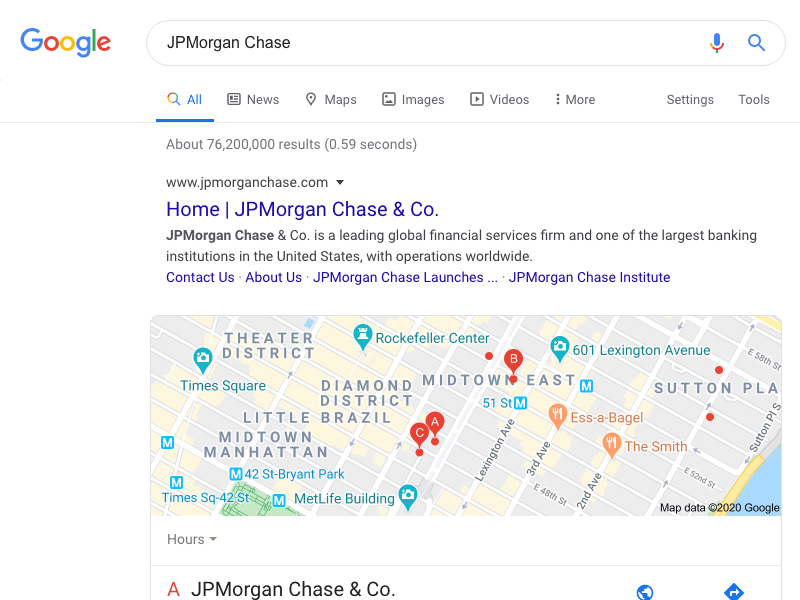 Google
JPMorgan Chase
All
News
Maps
Images
Videos
More
Settings
Tools
About 76,200,000 results (0.59 seconds)
www.jpmorganchase.com
Home | JPMorgan Chase & Co.
JPMorgan Chase & Co. is a leading global financial services firm and one of the largest banking
institutions in the United States, with operations worldwide.
Contact Us · About Us · JPMorgan Chase Launches ... · JPMorgan Chase Institute
THEATER
DISTRICT
Rockefeller Center
B
601 Lexington Avenue
E 58th St
Times Square
DIAMOND
DISTRICT
MIDTOWN EAST
M
SUTTON PLA
51 St M
LITTLE BRAZIL
A
C
Ess-a-Bagel
Sutton Pl S
M
MIDTOWN
MANHATTAN
Lexington Ave
3rd Ave
The Smith
M 42 St-Bryant Park
M
Times Sq-42 St
M
MetLife Building
E 48th St
2nd Ave
E 52nd St
Map data ©2020 Google
Hours
A JPMorgan Chase & Co.